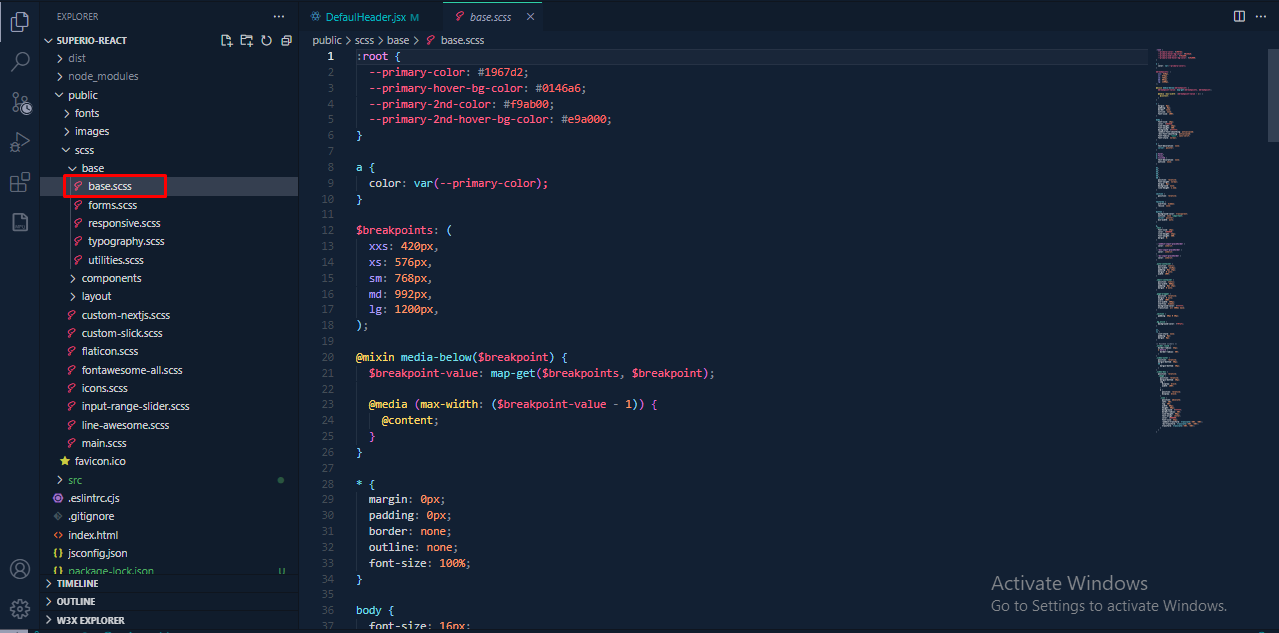 EXPLORER
SUPERIO-REACT
dist
node_modules
public
fonts
images
scss
base
base.scss
forms.scss
responsive.scss
typography.scss
utilities.scss
components
layout
custom-nextjs.scss
custom-slick.scss
flaticon.scss
fontawesome-all.scss
icons.scss
input-range-slider.scss
line-awesome.scss
main.scss
favicon.ico
src
.eslintrc.cjs
.gitignore
index.html
jsconfig.json
package-lock.json U
TIMELINE
OUTLINE
W3X EXPLORER
DefaulHeader.jsx M
base.scss
public > scss > base > base.scss
1 :root {
2 --primary-color: #1967d2;
3 --primary-hover-bg-color: #0146a6;
4 --primary-2nd-color: #f9ab00;
5 --primary-2nd-hover-bg-color: #e9a000;
6 }
7
8 a {
9 color: var(--primary-color);
10 }
11
12 $breakpoints: (
13 xxs: 420px,
14 xs: 576px,
15 sm: 768px,
16 md: 992px,
17 lg: 1200px,
18 );
19
20 @mixin media-below($breakpoint) {
21 $breakpoint-value: map-get($breakpoints, $breakpoint);
22
23 @media (max-width: ($breakpoint-value - 1)) {
24 @content;
25 }
26 }
27
28 * {
29 margin: 0px;
30 padding: 0px;
31 border: none;
32 outline: none;
33 font-size: 100%;
34 }
35
36 body {
37 font-size: 16px;
Activate Windows
Go to Settings to activate Windows.